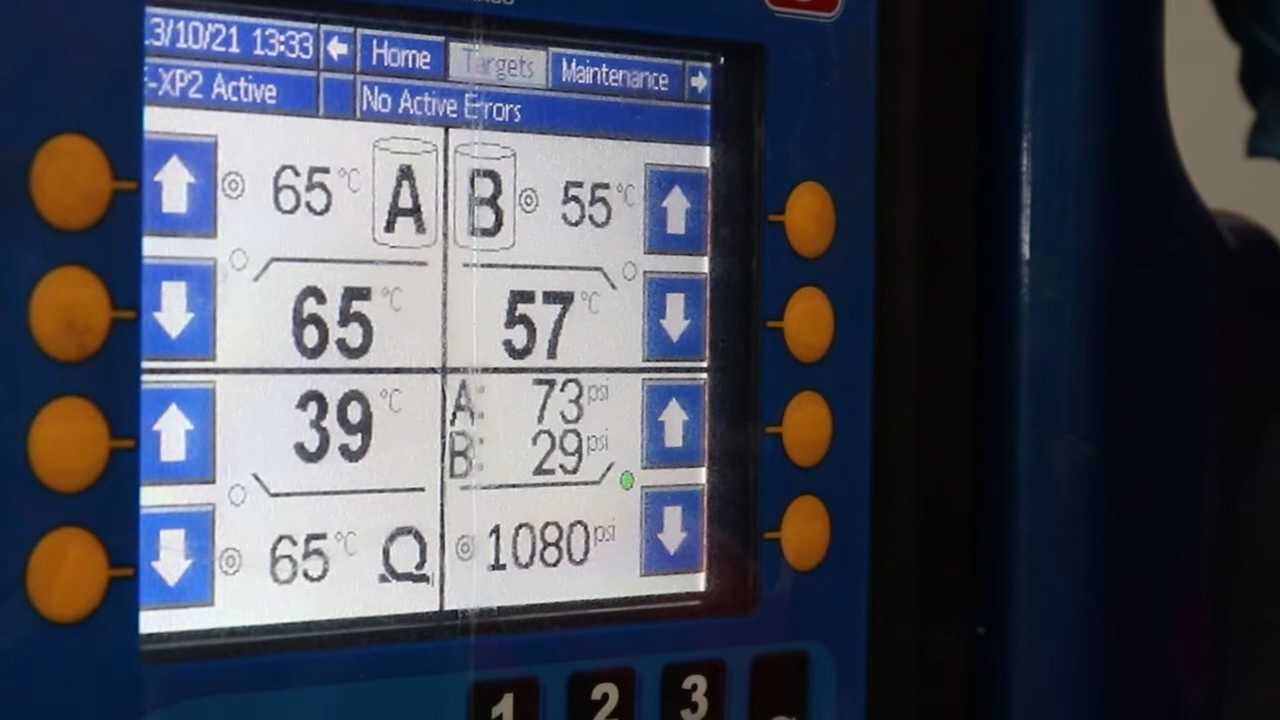 3/10/21 13:33 Home Targets Maintenance
-XP2 Active No Active Errors
65 °C A B 55 °C
65 °C 57 °C
39 °C A: 73 psi
B: 29 psi
65 °C 1080 psi
1 2 3